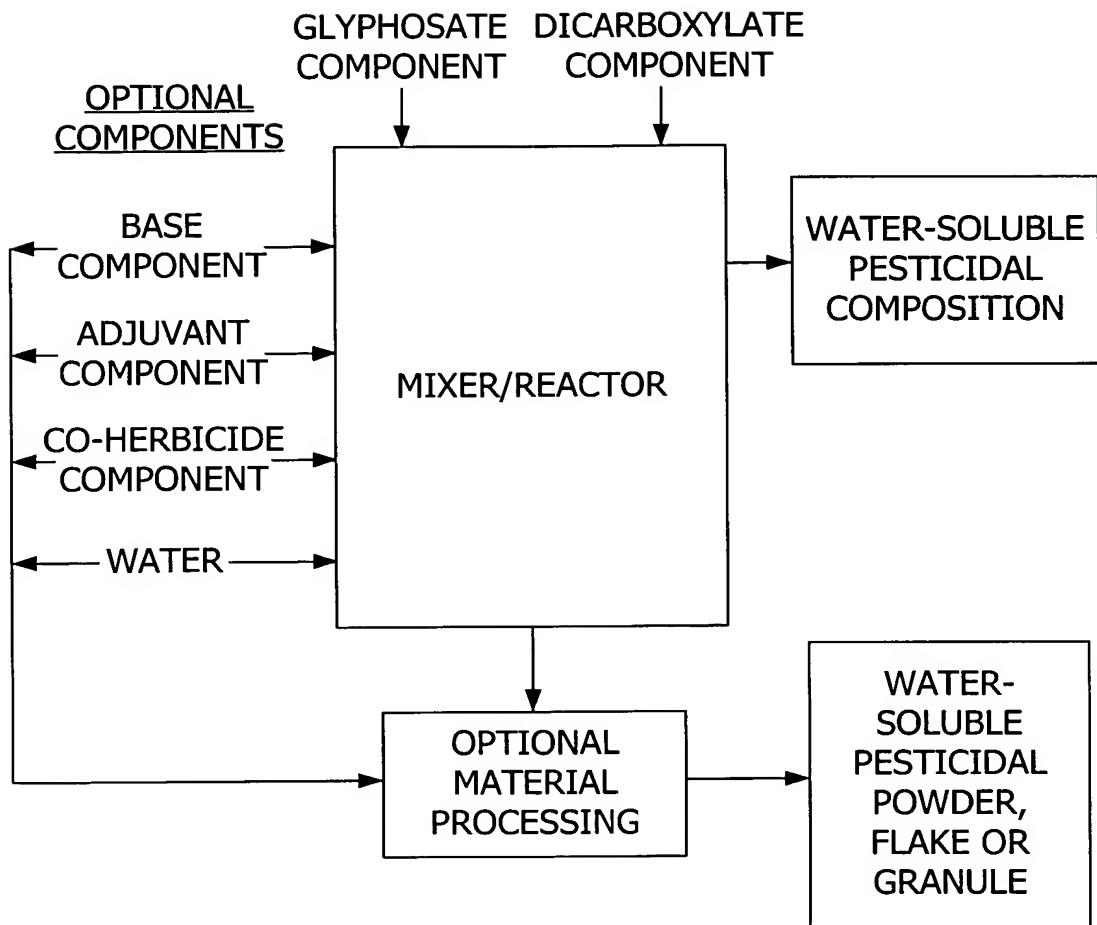 GLYPHOSATE
COMPONENT
DICARBOXYLATE
COMPONENT
OPTIONAL
COMPONENTS
BASE
COMPONENT
ADJUVANT
COMPONENT
CO-HERBICIDE
COMPONENT
WATER
MIXER/REACTOR
WATER-SOLUBLE
PESTICIDAL
COMPOSITION
OPTIONAL
MATERIAL
PROCESSING
WATER-
SOLUBLE
PESTICIDAL
POWDER,
FLAKE OR
GRANULE